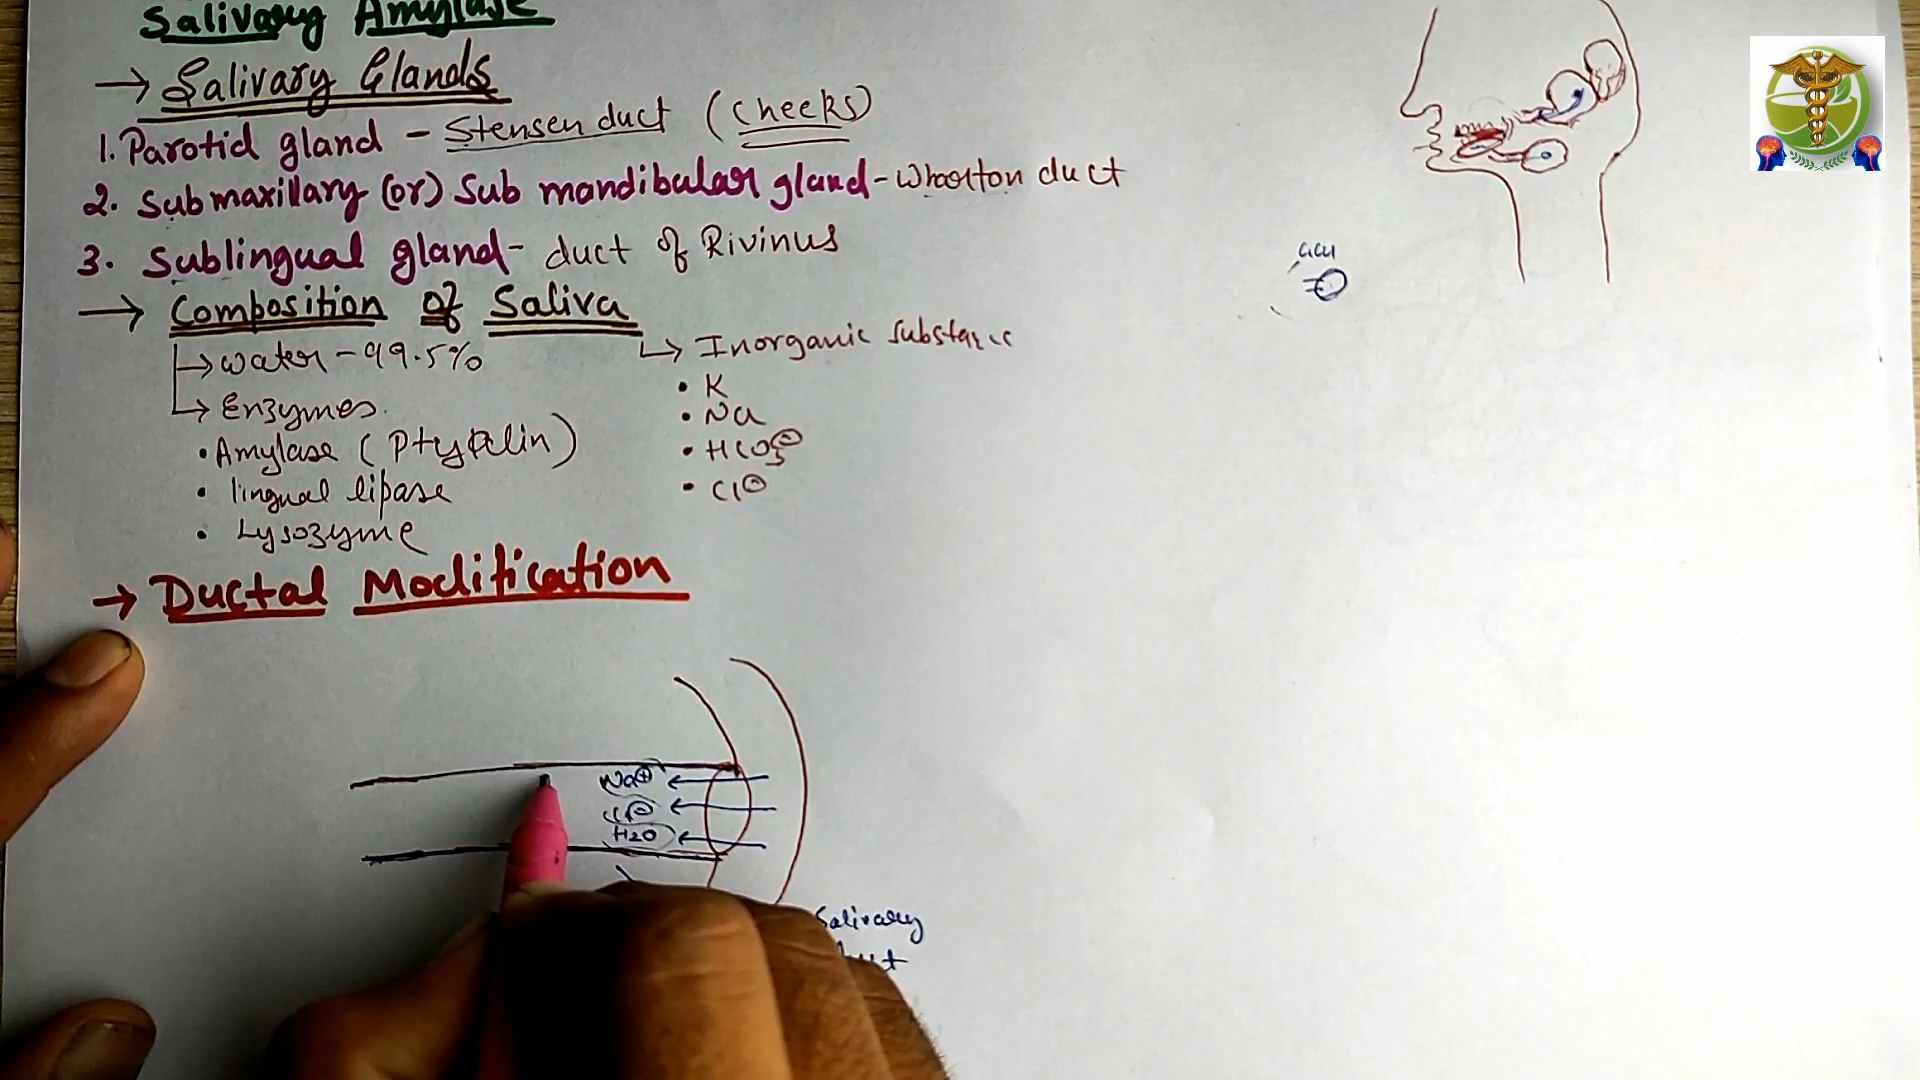 Salivary Amylase
→ Salivary Glands
1. Parotid gland - Stensen duct (cheeks)
2. Submaxillary (or) Sub mandibular gland - Wharton duct
3. Sublingual gland - duct of Rivinus
→ Composition of Saliva
→ water - 99.5%
→ Enzymes.
• Amylase (Ptyalin)
• lingual lipase
• Lysozyme
→ Inorganic substance
• K
• Na
• HCO3⊖
• Cl⊖
→ Ductal Modification
Na⊕
Cl⊖
H2O
Salivary